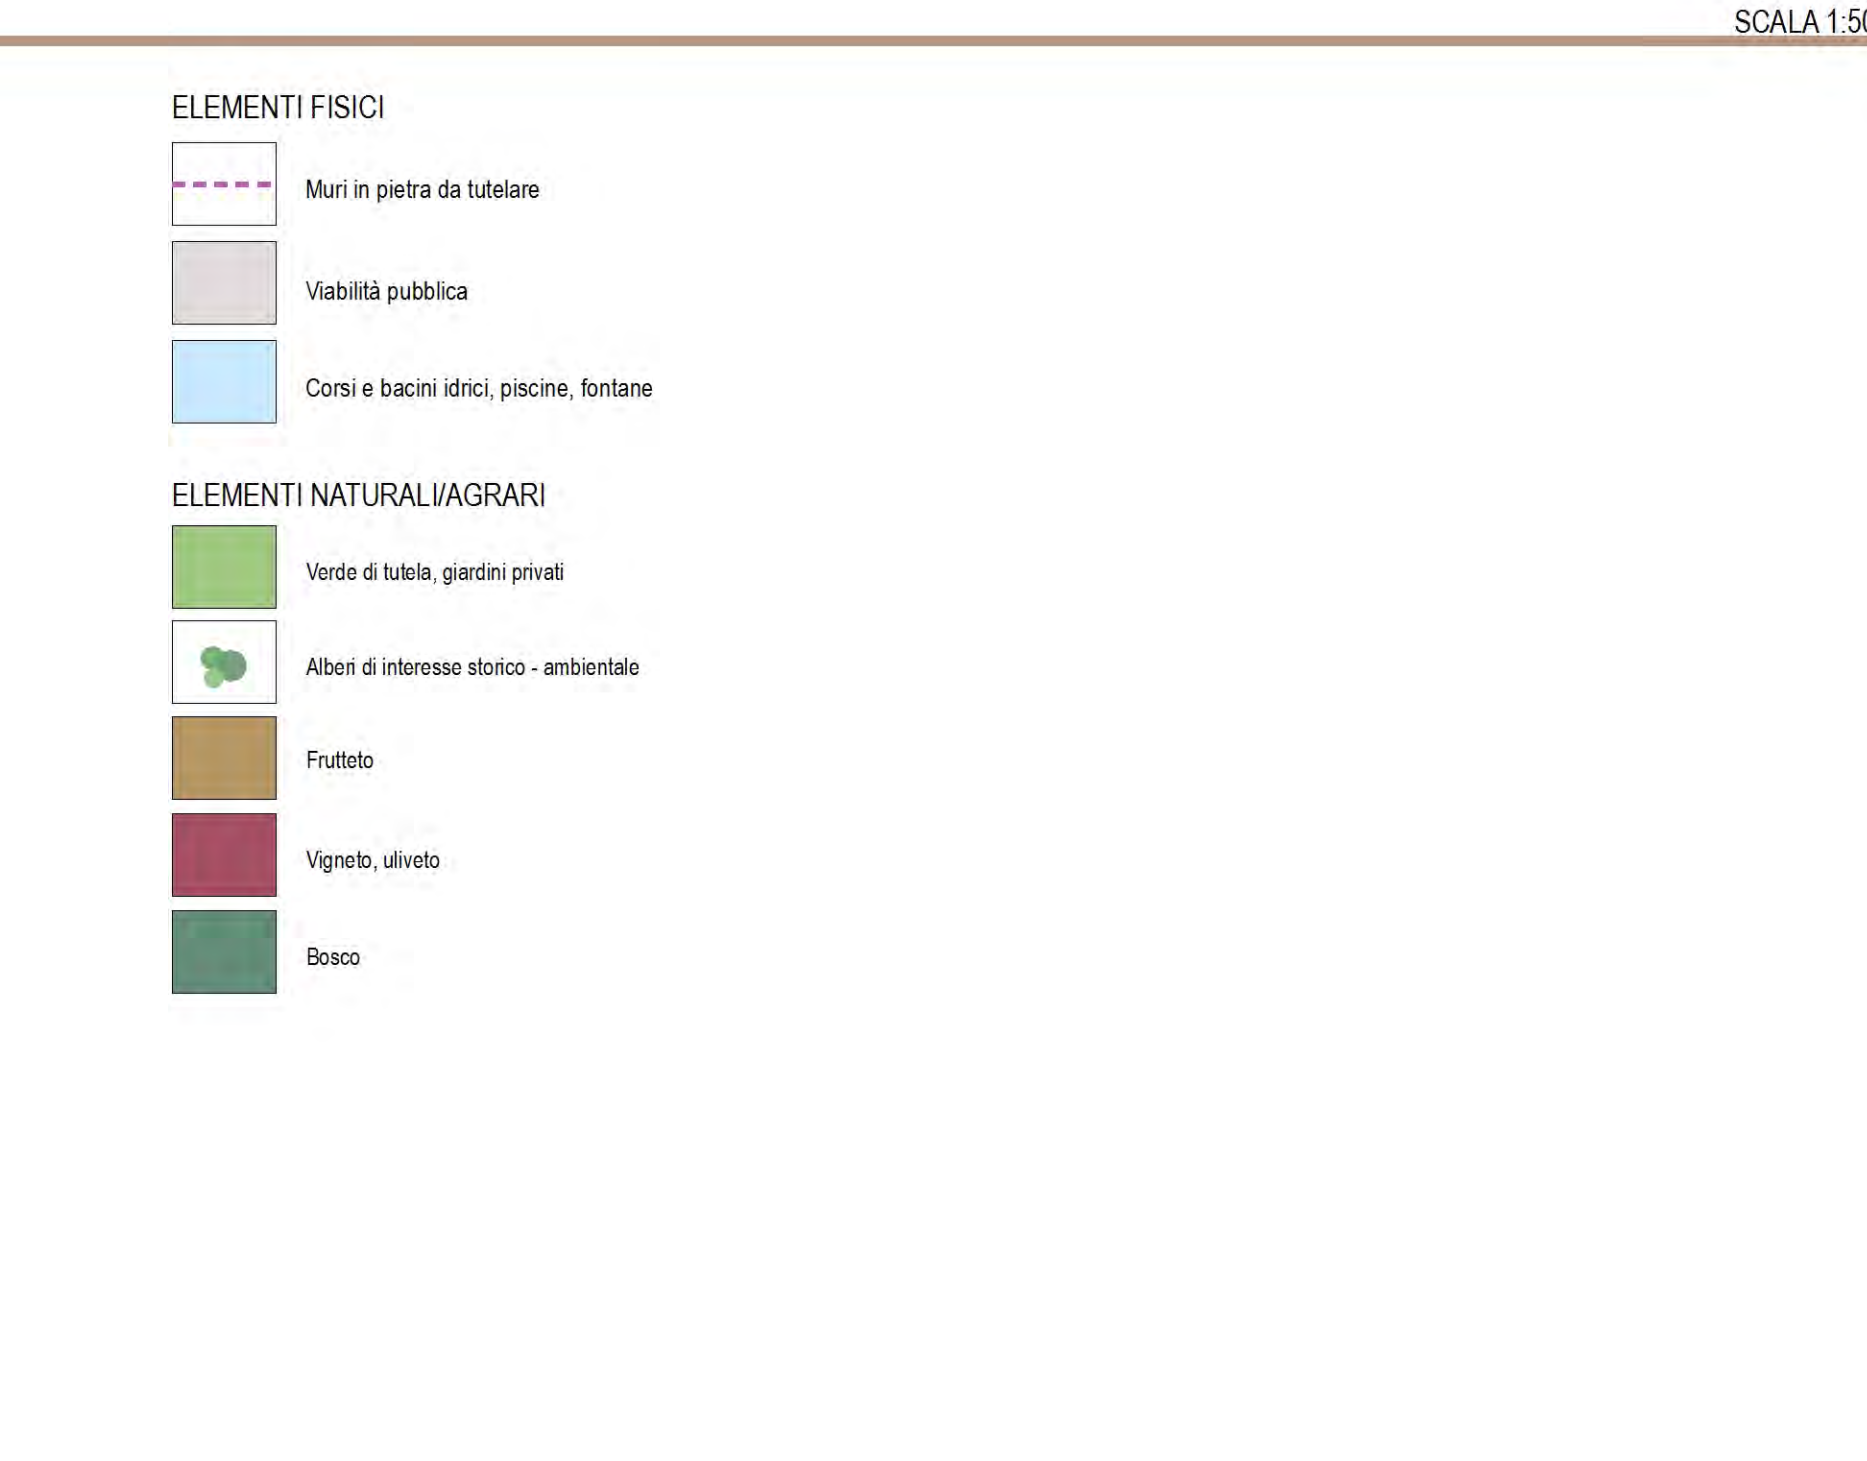 SCALA 1:50
ELEMENTI FISICI
Muri in pietra da tutelare
Viabilità pubblica
Corsi e bacini idrici, piscine, fontane
ELEMENTI NATURALI/AGRARI
Verde di tutela, giardini privati
Alberi di interesse storico - ambientale
Frutteto
Vigneto, uliveto
Bosco